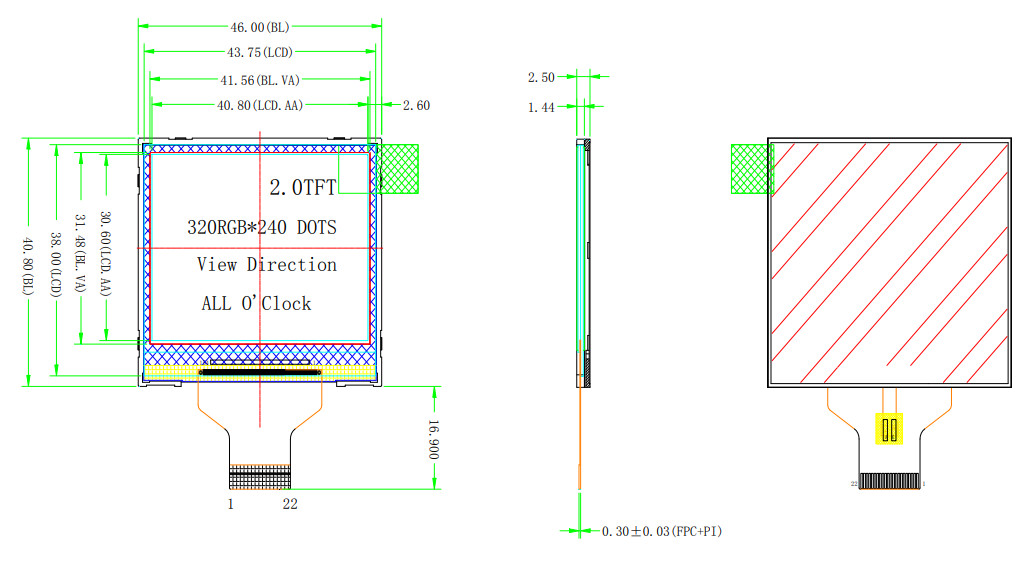 46.00(BL)
43.75(LCD)
41.56(BL.VA)
40.80(LCD.AA)
2.60
2.50
1.44
40.80(BL)
38.00(LCD)
31.48(BL.VA)
30.60(LCD.AA)
2.0TFT
320RGB*240 DOTS
View Direction
ALL O'Clock
16.900
1
22
22
1
0.30±0.03(FPC+PI)